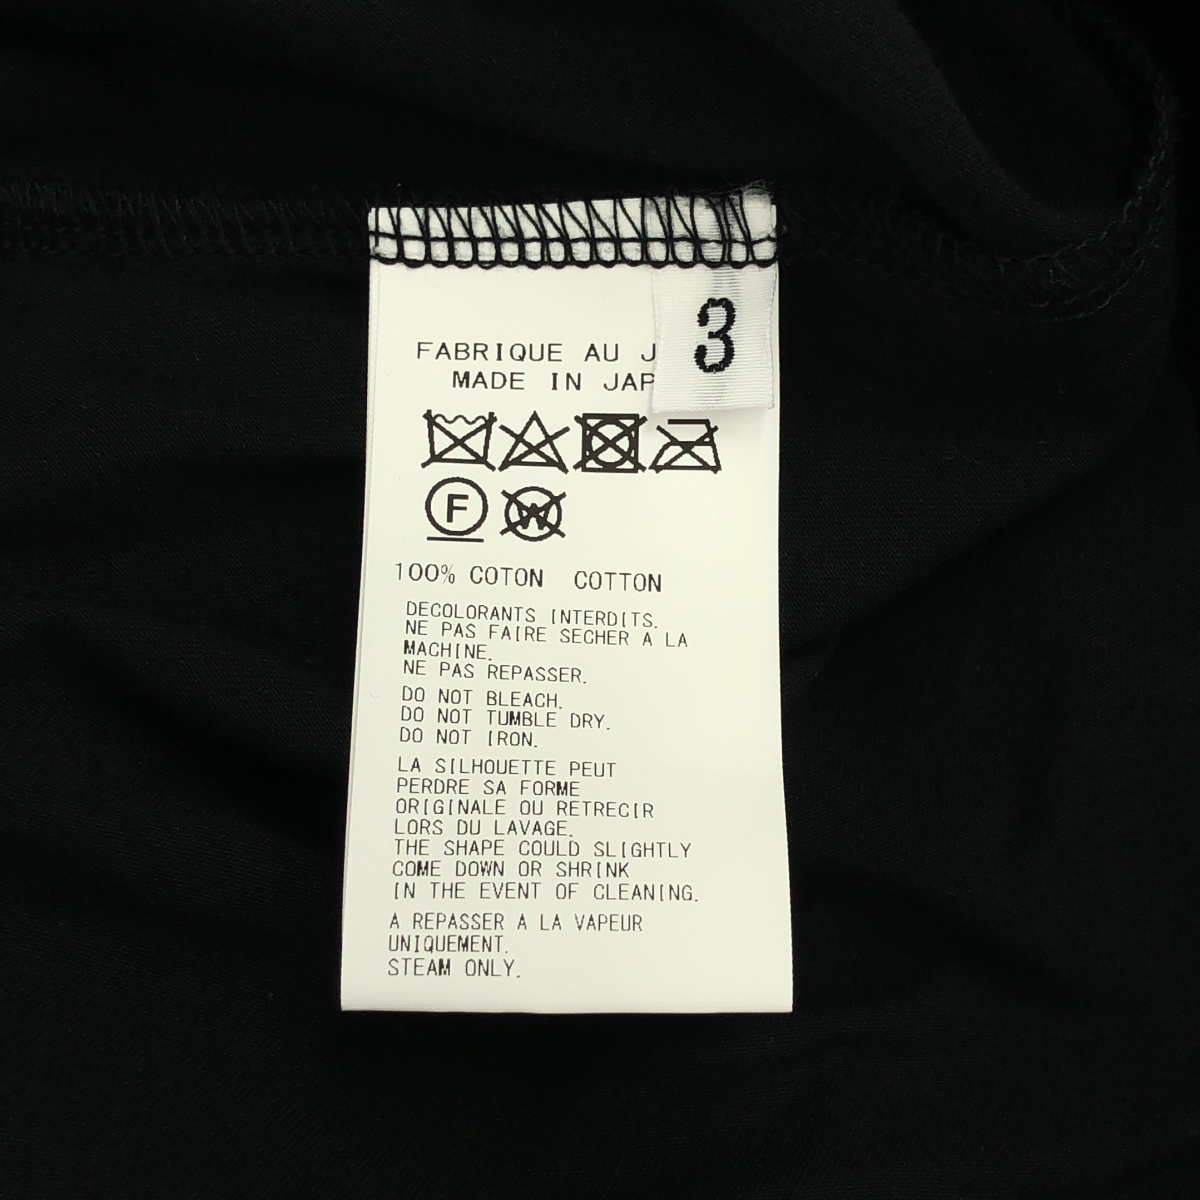 3
FABRIQUE AU
MADE IN
F
W
100% COTON COTTON
DECOLORANTS INTERDITS.
NE PAS FAIRE SECHER A LA
MACHINE.
NE PAS REPASSER.
DO NOT BLEACH.
DO NOT TUMBLE DRY.
DO NOT IRON.
LA SILHOUETTE PEUT
PERDRE SA FORME
ORIGINALE OU RETRECIR
LORS DU LAVAGE.
THE SHAPE COULD SLIGHTLY
COME DOWN OR SHRINK
IN THE EVENT OF CLEANING.
A REPASSER A LA VAPEUR
UNIQUEMENT.
STEAM ONLY.